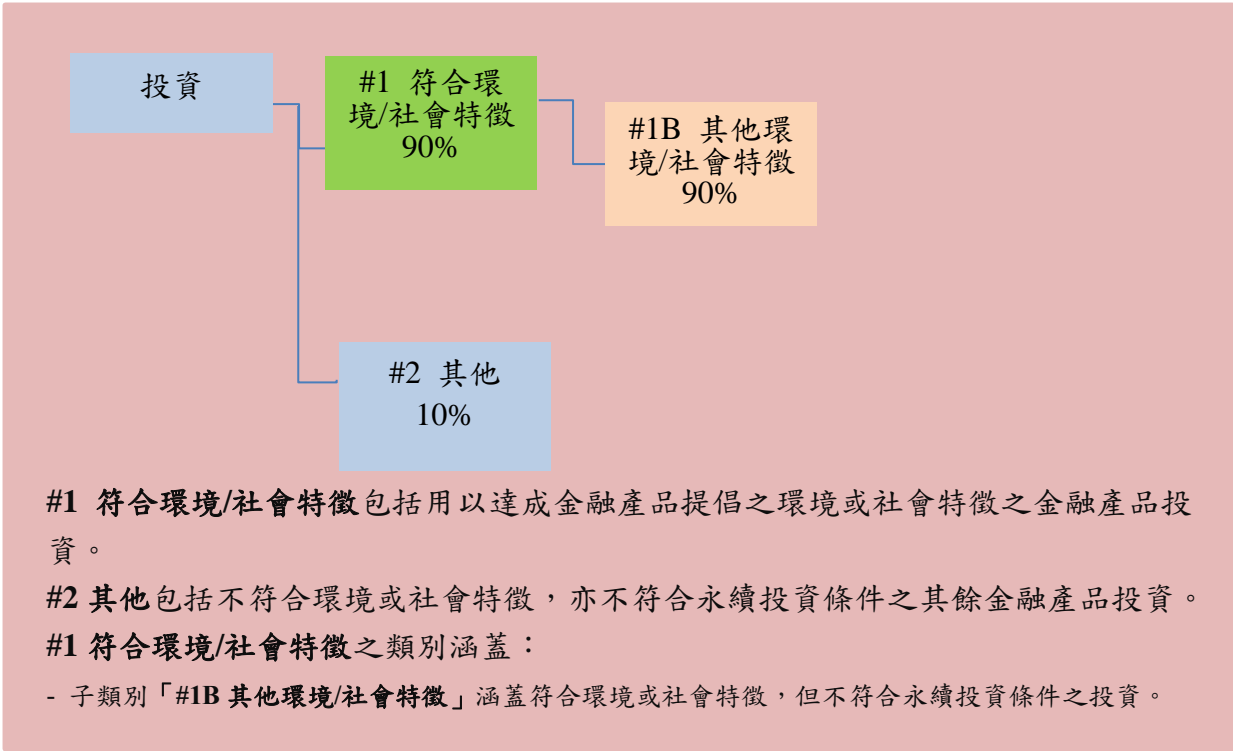 投資
#1 符合環
境/社會特徵
90%
#1B 其他環
境/社會特徵
90%
#2 其他
10%
#1 符合環境/社會特徵包括用以達成金融產品提倡之環境或社會特徵之金融產品投
資。
#2 其他包括不符合環境或社會特徵，亦不符合永續投資條件之其餘金融產品投資。
#1 符合環境/社會特徵之類別涵蓋：
- 子類別「#1B 其他環境/社會特徵」涵蓋符合環境或社會特徵，但不符合永續投資條件之投資。